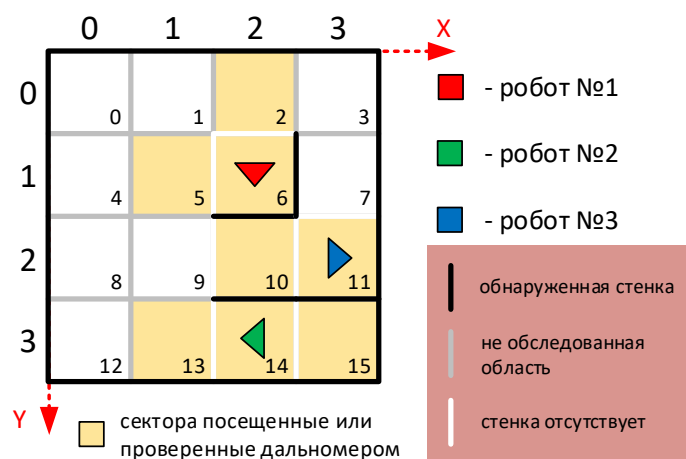 0 1 2 3 X
0 0 1 2 3
1 4 5 6 7
2 8 9 10 11
3 12 13 14 15
Y
- робот №1
- робот №2
- робот №3
обнаруженная стенка
не обследованная
область
стенка отсутствует
сектора посещенные или
проверенные дальномером